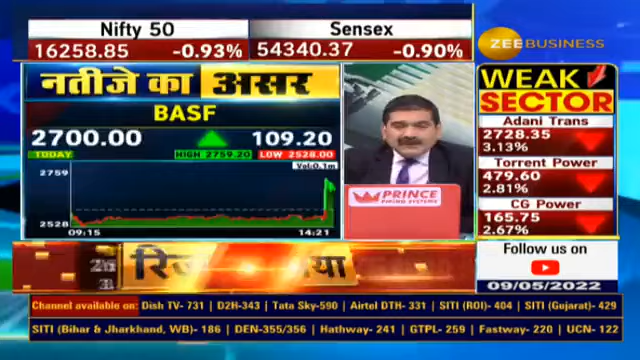 Nifty 50
16258.85 -0.93%
Sensex
54340.37 -0.90%
ZEE BUSINESS
नतीजे का असर
BASF
2700.00 109.20
TODAY HIGH 2759.20 LOW 2528.00
Vol:0.1m
2759
2528
09:15 14:21
PRINCE
PIPING SYSTEMS
WEAK
SECTOR
Adani Trans
2728.35
3.13%
Torrent Power
479.60
2.81%
CG Power
165.75
2.67%
Follow us on
09/05/2022
Channel available on: Dish TV- 731 | D2H-343 | Tata Sky-590 | Airtel DTH- 331 | SITI (ROI)- 404 | SITI (Gujarat)- 429
SITI (Bihar & Jharkhand, WB)- 186 | DEN-355/356 | Hathway- 241 | GTPL- 259 | Fastway- 220 | UCN- 122